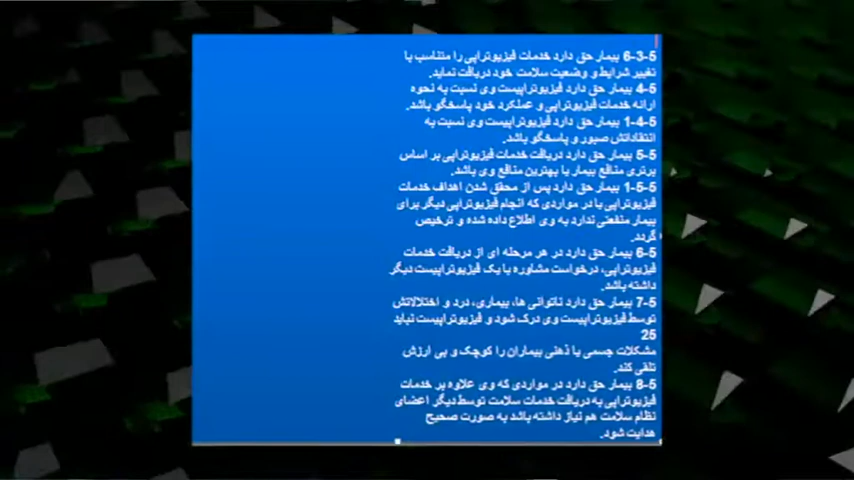 5-3-6 بیمار حق دارد خدمات فیزیوتراپی را متناسب با
تغییر شرایط و وضعیت سلامت خود دریافت نماید.
5-4 بیمار حق دارد فیزیوتراپیست وی نسبت به نحوه
ارائه خدمات فیزیوتراپی و عملکرد خود پاسخگو باشد.
5-4-1 بیمار حق دارد فیزیوتراپیست وی نسبت به
انتقاداتش صبور و پاسخگو باشد.
5-5 بیمار حق دارد دریافت خدمات فیزیوتراپی بر اساس
برتری منافع بیمار یا بهترین منافع وی باشد.
5-5-1 بیمار حق دارد پس از محقق شدن اهداف خدمات
فیزیوتراپی یا در مواردی که انجام فیزیوتراپی دیگر برای
بیمار منفعتی ندارد به وی اطلاع داده شده و ترخیص
گردد.
5-6 بیمار حق دارد در هر مرحله ای از دریافت خدمات
فیزیوتراپی، درخواست مشاوره با یک فیزیوتراپیست دیگر
داشته باشد.
5-7 بیمار حق دارد ناتوانی ها، بیماری، درد و اختلالاتش
توسط فیزیوتراپیست وی درک شود و فیزیوتراپیست نباید
25
مشکلات جسمی یا ذهنی بیماران را کوچک و بی ارزش
تلقی کند.
5-8 بیمار حق دارد در مواردی که وی علاوه بر خدمات
فیزیوتراپی به دریافت خدمات سلامت توسط دیگر اعضای
نظام سلامت هم نیاز داشته باشد به صورت صحیح
هدایت شود.